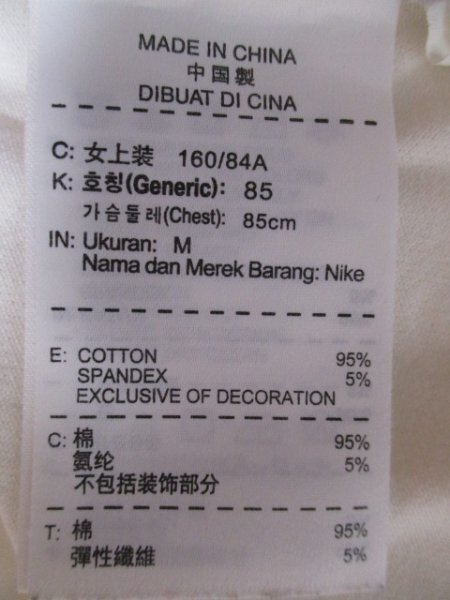 MADE IN CHINA
中国製
DIBUAT DI CINA
C: 女上装 160/84A
K: 호칭(Generic): 85
가슴둘레(Chest): 85cm
IN: Ukuran: M
Nama dan Merek Barang: Nike
E: COTTON 95%
SPANDEX 5%
EXCLUSIVE OF DECORATION
C: 棉 95%
氨纶 5%
不包括装饰部分
T: 棉 95%
彈性纖維 5%